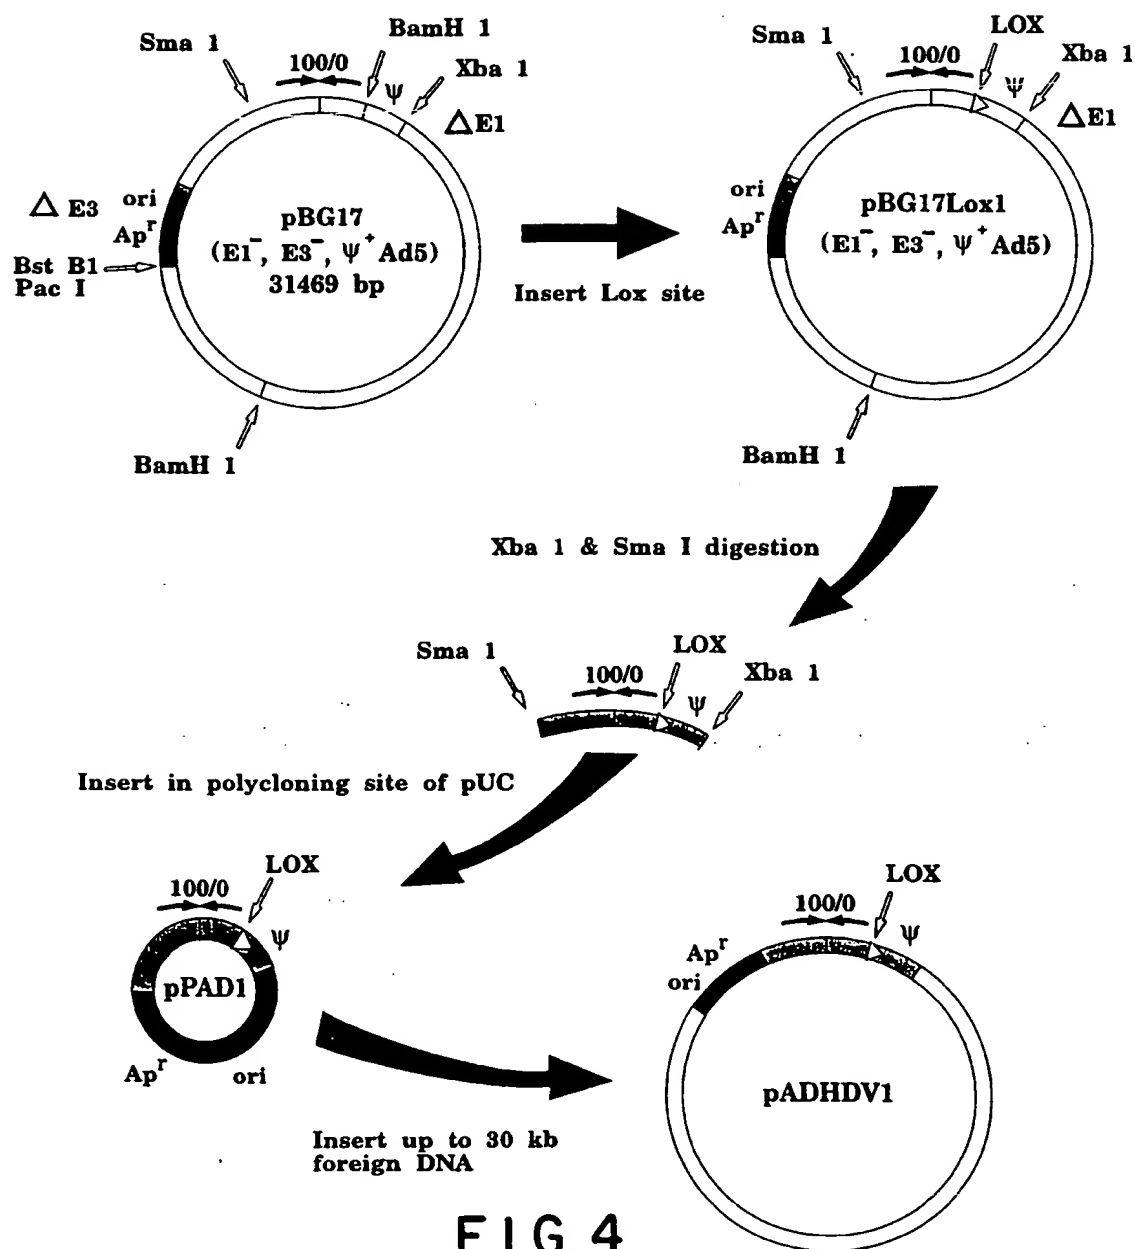 BamH 1
Sma 1
100/0
Xba 1
Ψ
△E1
△ E3
ori
Apr
pBG17
(E1⁻, E3⁻, Ψ⁺ Ad5)
31469 bp
Bst B1
Pac I
BamH 1
Insert Lox site
LOX
Sma 1
100/0
Xba 1
Ψ
△E1
ori
Apr
pBG17Lox1
(E1⁻, E3⁻, Ψ⁺ Ad5)
BamH 1
Xba 1 & Sma I digestion
Sma 1
LOX
100/0
Xba 1
Ψ
Insert in polycloning site of pUC
LOX
100/0
Ψ
pPAD1
Apr
ori
Insert up to 30 kb
foreign DNA
LOX
100/0
Ψ
Apr
ori
pADHDV1
FIG 4